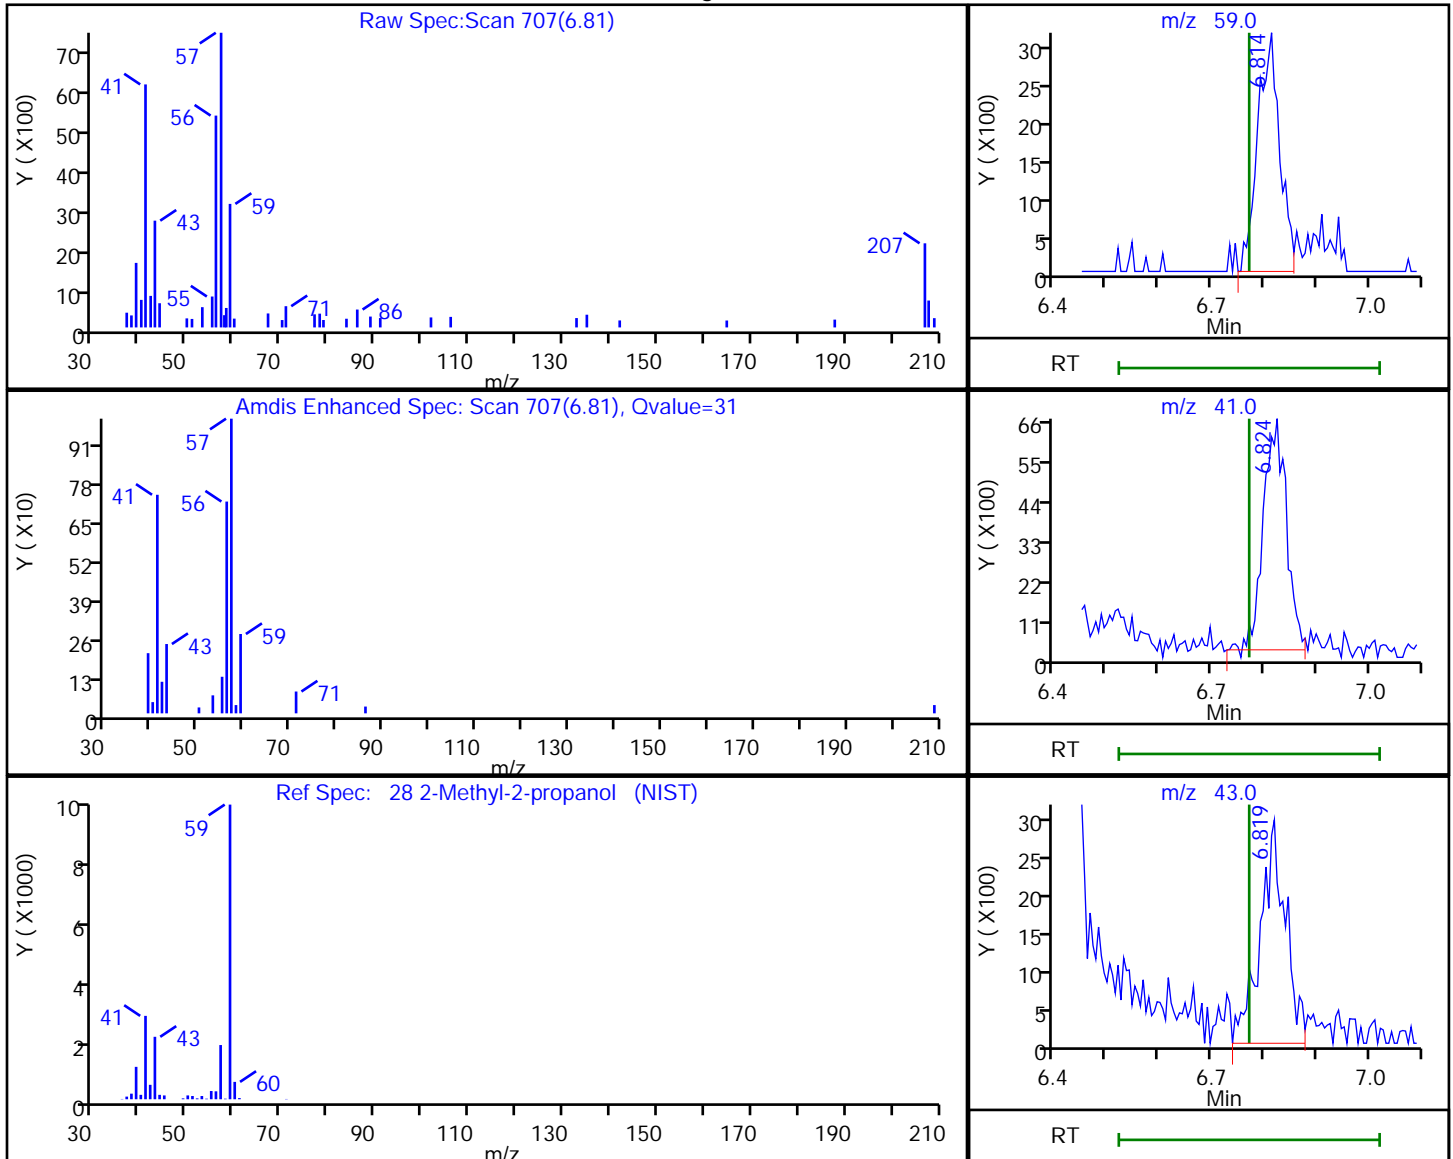 Raw Spec:Scan 707(6.81)
Y ( X100)
70
60
50
40
30
20
10
0
57
41
56
43
59
55
71
86
207
30 50 70 90 110 130 150 170 190 210
m/z
m/z 59.0
Y ( X100)
30
25
20
15
10
5
0
6.814
6.4 6.7 7.0
Min
RT
Amdis Enhanced Spec: Scan 707(6.81), Qvalue=31
Y ( X10)
91
78
65
52
39
26
13
0
57
41
56
43
59
71
30 50 70 90 110 130 150 170 190 210
m/z
m/z 41.0
Y ( X100)
66
55
44
33
22
11
0
6.824
6.4 6.7 7.0
Min
RT
Ref Spec: 28 2-Methyl-2-propanol (NIST)
Y ( X1000)
10
8
6
4
2
0
59
41
43
60
30 50 70 90 110 130 150 170 190 210
m/z
m/z 43.0
Y ( X100)
30
25
20
15
10
5
0
6.819
6.4 6.7 7.0
Min
RT